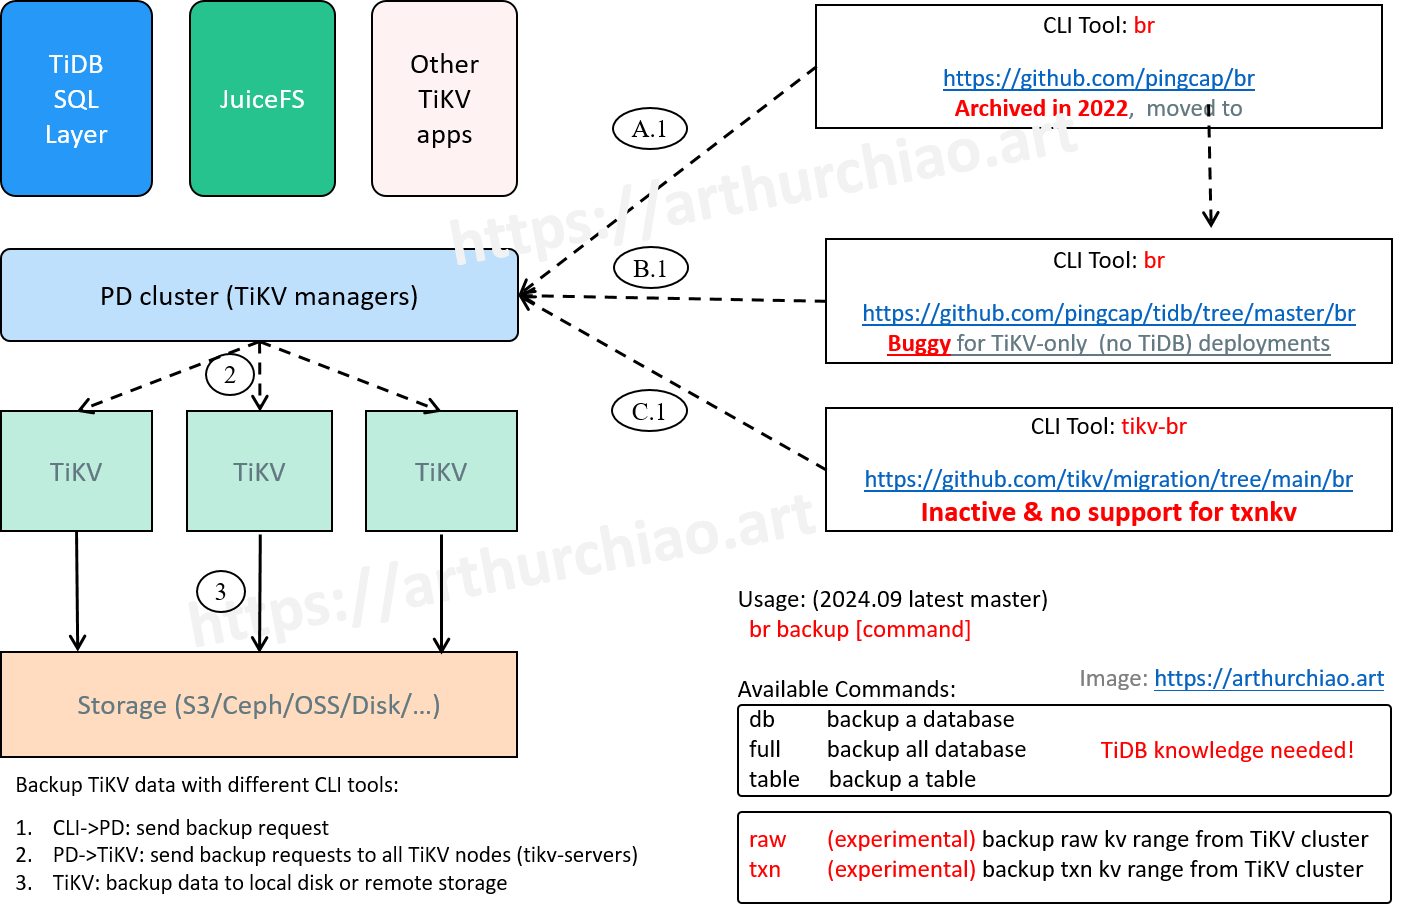 TiDB
SQL
Layer
JuiceFS
Other
TiKV
apps
PD cluster (TiKV managers)
2
TiKV
TiKV
TiKV
3
Storage (S3/Ceph/OSS/Disk/...)
Backup TiKV data with different CLI tools:
1. CLI->PD: send backup request
2. PD->TiKV: send backup requests to all TiKV nodes (tikv-servers)
3. TiKV: backup data to local disk or remote storage
A.1
B.1
C.1
CLI Tool: br
https://github.com/pingcap/br
Archived in 2022, moved to
CLI Tool: br
https://github.com/pingcap/tidb/tree/master/br
Buggy for TiKV-only (no TiDB) deployments
CLI Tool: tikv-br
https://github.com/tikv/migration/tree/main/br
Inactive & no support for txnkv
https://arthurchiao.art
https://arthurchiao.art
Usage: (2024.09 latest master)
br backup [command]
Image: https://arthurchiao.art
Available Commands:
db backup a database
full backup all database
TiDB knowledge needed!
table backup a table
raw (experimental) backup raw kv range from TiKV cluster
txn (experimental) backup txn kv range from TiKV cluster